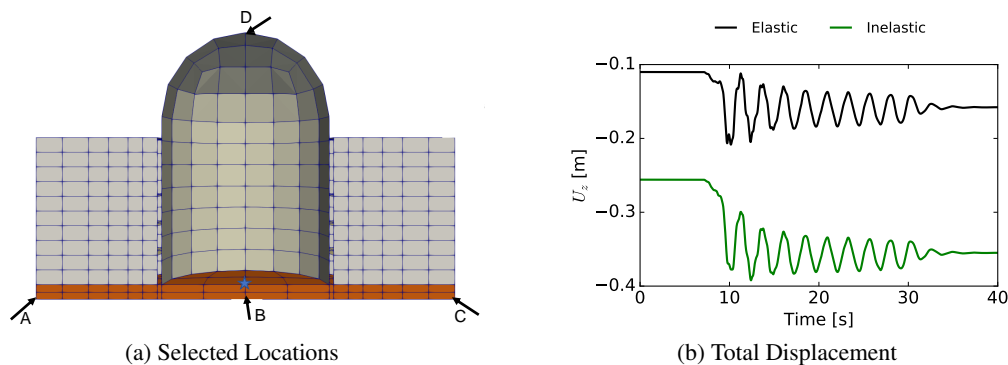 D
A
B
C
(a) Selected Locations
Elastic
Inelastic
−0.1
−0.2
−0.3
−0.4
U_z [m]
0
10
20
30
40
Time [s]
(b) Total Displacement